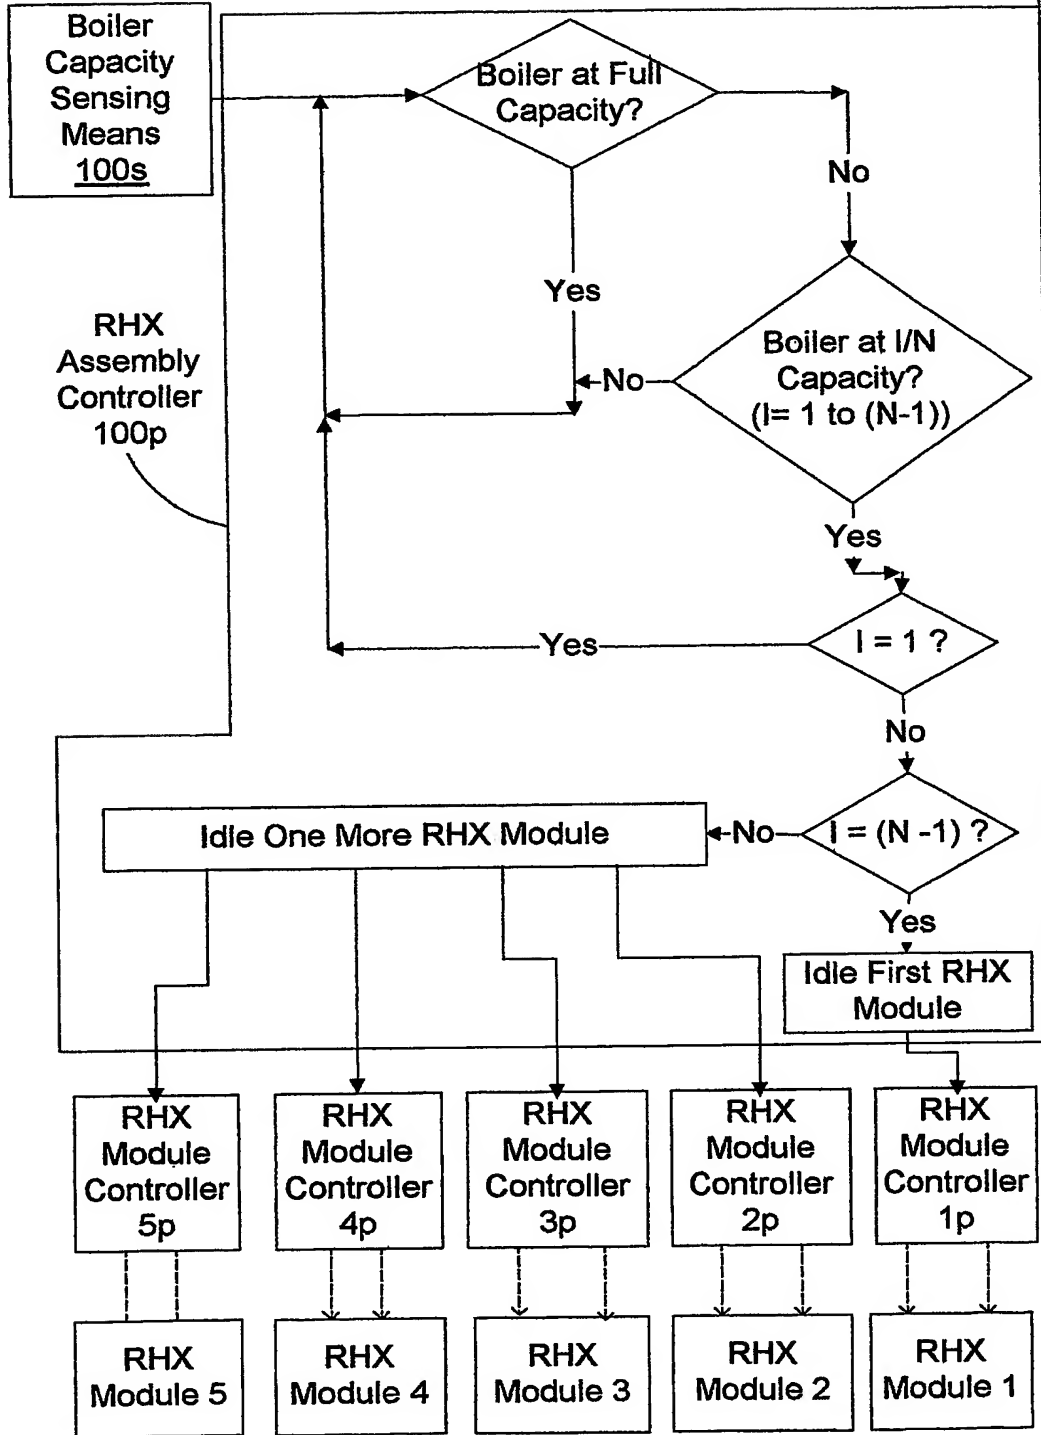 Boiler
Capacity
Sensing
Means
100s
Boiler at Full
Capacity?
No
Yes
Boiler at I/N
Capacity?
(I= 1 to (N-1))
No
RHX
Assembly
Controller
100p
Yes
I = 1 ?
Yes
No
I = (N -1) ?
No
Idle One More RHX Module
Yes
Idle First RHX
Module
RHX
Module
Controller
5p
RHX
Module
Controller
4p
RHX
Module
Controller
3p
RHX
Module
Controller
2p
RHX
Module
Controller
1p
RHX
Module 5
RHX
Module 4
RHX
Module 3
RHX
Module 2
RHX
Module 1